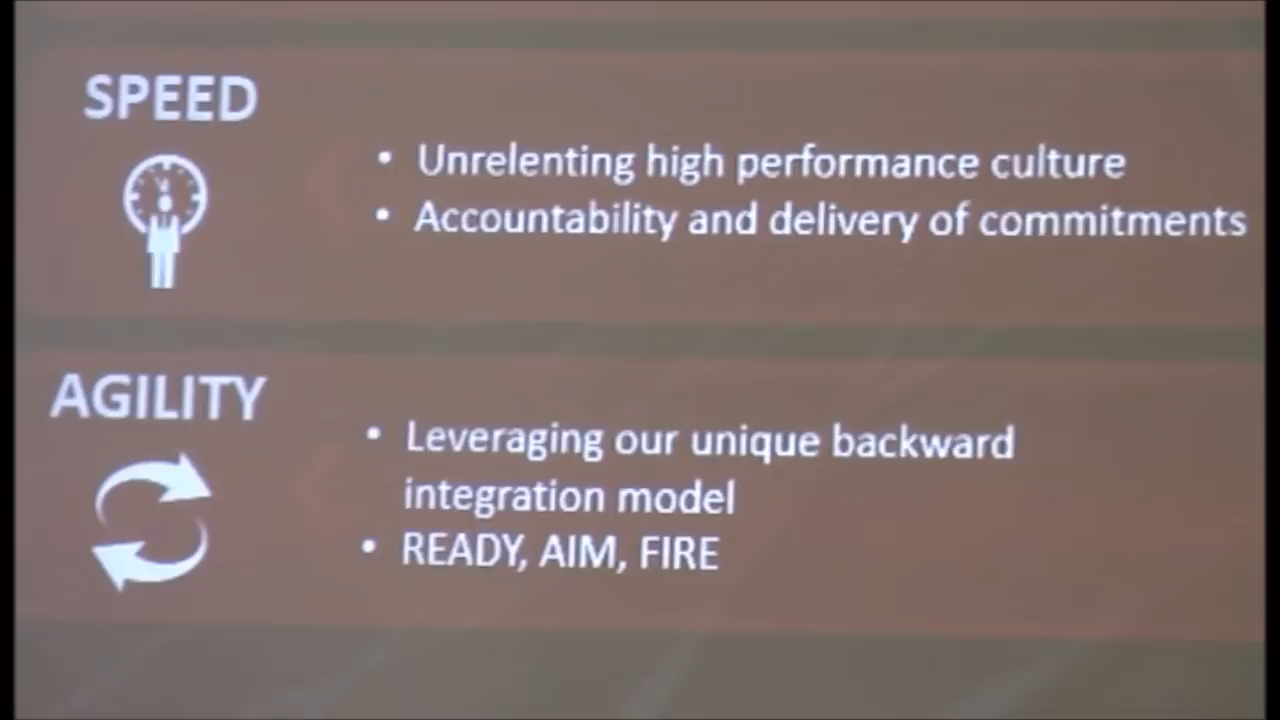 SPEED
• Unrelenting high performance culture
• Accountability and delivery of commitments
AGILITY
• Leveraging our unique backward
integration model
• READY, AIM, FIRE